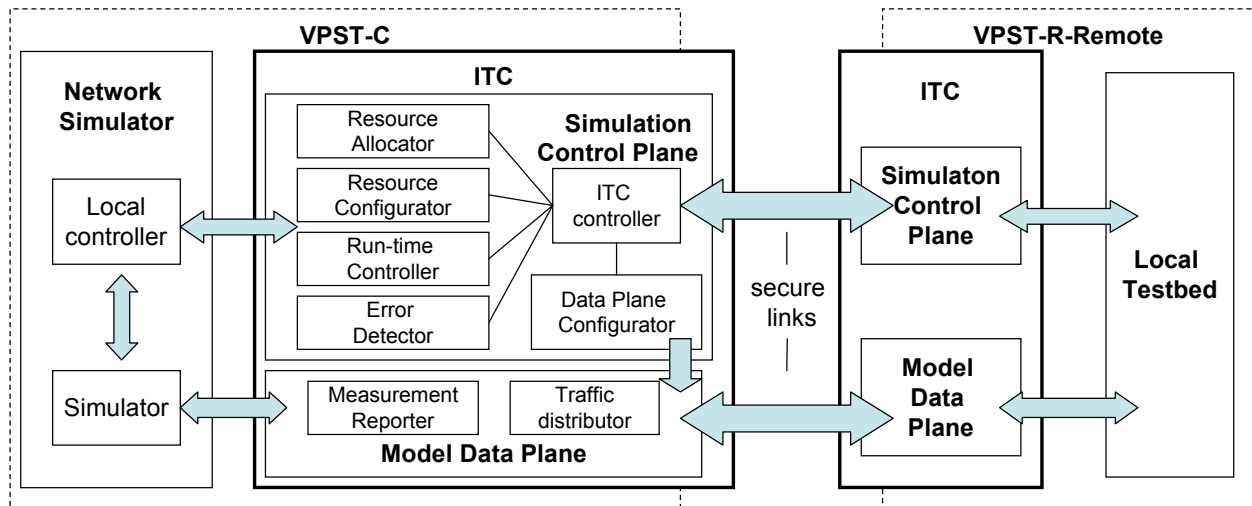 VPST-C
VPST-R-Remote
Network
Simulator
Local
controller
Simulator
ITC
Resource
Allocator
Resource
Configurator
Run-time
Controller
Error
Detector
Simulation
Control Plane
ITC
controller
Data Plane
Configurator
Measurement
Reporter
Traffic
distributor
Model Data Plane
secure
links
ITC
Simulaton
Control
Plane
Model
Data
Plane
Local
Testbed